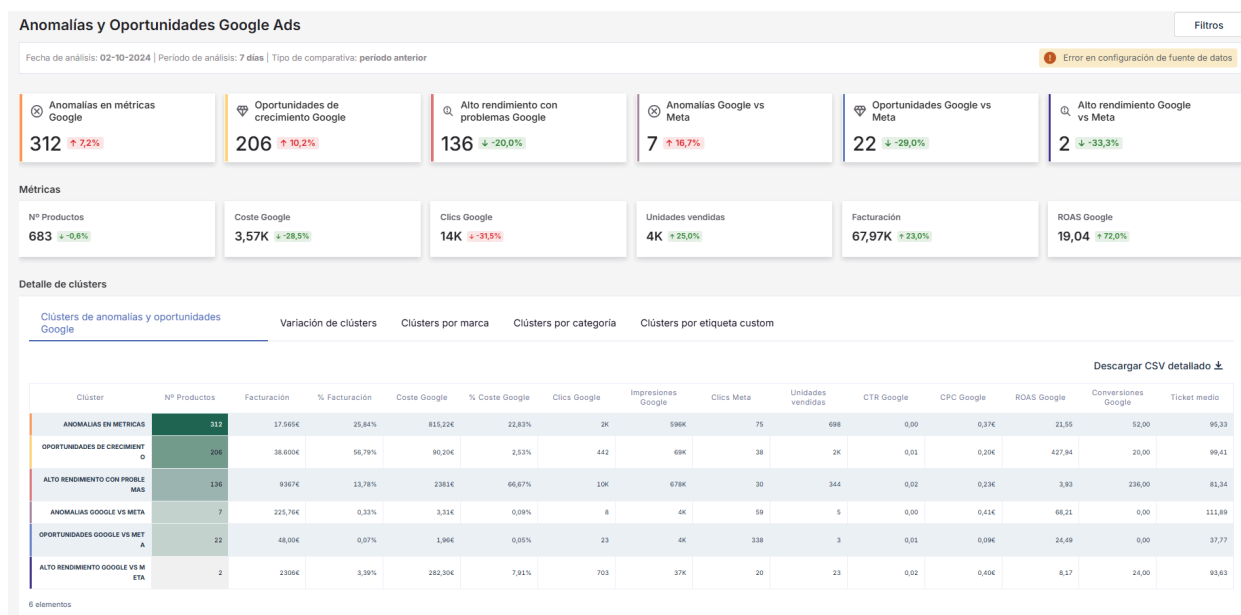 Anomalías y Oportunidades Google Ads
Filtros
Fecha de análisis: 02-10-2024 | Período de análisis: 7 días | Tipo de comparativa: período anterior
! Error en configuración de fuente de datos
Anomalías en métricas
Google
312 ↑ 7,2%
Oportunidades de
crecimiento Google
206 ↑ 10,2%
Alto rendimiento con
problemas Google
136 ↓ -20,0%
Anomalías Google vs
Meta
7 ↑ 16,7%
Oportunidades Google vs
Meta
22 ↓ -29,0%
Alto rendimiento Google
vs Meta
2 ↓ -33,3%
Métricas
Nº Productos
683 ↓ -0,6%
Coste Google
3,57K ↓ -28,5%
Clics Google
14K ↓ -31,5%
Unidades vendidas
4K ↑ 25,0%
Facturación
67,97K ↑ 23,0%
ROAS Google
19,04 ↑ 72,0%
Detalle de clústers
Clústers de anomalías y oportunidades
Google
Variación de clústers
Clústers por marca
Clústers por categoría
Clústers por etiqueta custom
Descargar CSV detallado
Clúster Nº Productos Facturación % Facturación Coste Google % Coste Google Clics Google Impresiones Google Clics Meta Unidades vendidas CTR Google CPC Google ROAS Google Conversiones Google Ticket medio
ANOMALIAS EN METRICAS 312 17.565€ 25,84% 815,22€ 22,83% 2K 596K 75 698 0,00 0,37€ 21,55 52,00 95,33
OPORTUNIDADES DE CRECIMIENT
O 206 38.600€ 56,79% 90,20€ 2,53% 442 69K 38 2K 0,01 0,20€ 427,94 20,00 99,41
ALTO RENDIMIENTO CON PROBLE
MAS 136 9367€ 13,78% 2381€ 66,67% 10K 678K 30 344 0,02 0,23€ 3,93 236,00 81,34
ANOMALIAS GOOGLE VS META 7 225,76€ 0,33% 3,31€ 0,09% 8 4K 59 5 0,00 0,41€ 68,21 0,00 111,89
OPORTUNIDADES GOOGLE VS MET
A 22 48,00€ 0,07% 1,96€ 0,05% 23 4K 338 3 0,01 0,09€ 24,49 0,00 37,77
ALTO RENDIMIENTO GOOGLE VS M
ETA 2 2306€ 3,39% 282,30€ 7,91% 703 37K 20 23 0,02 0,40€ 8,17 24,00 93,63
6 elementos